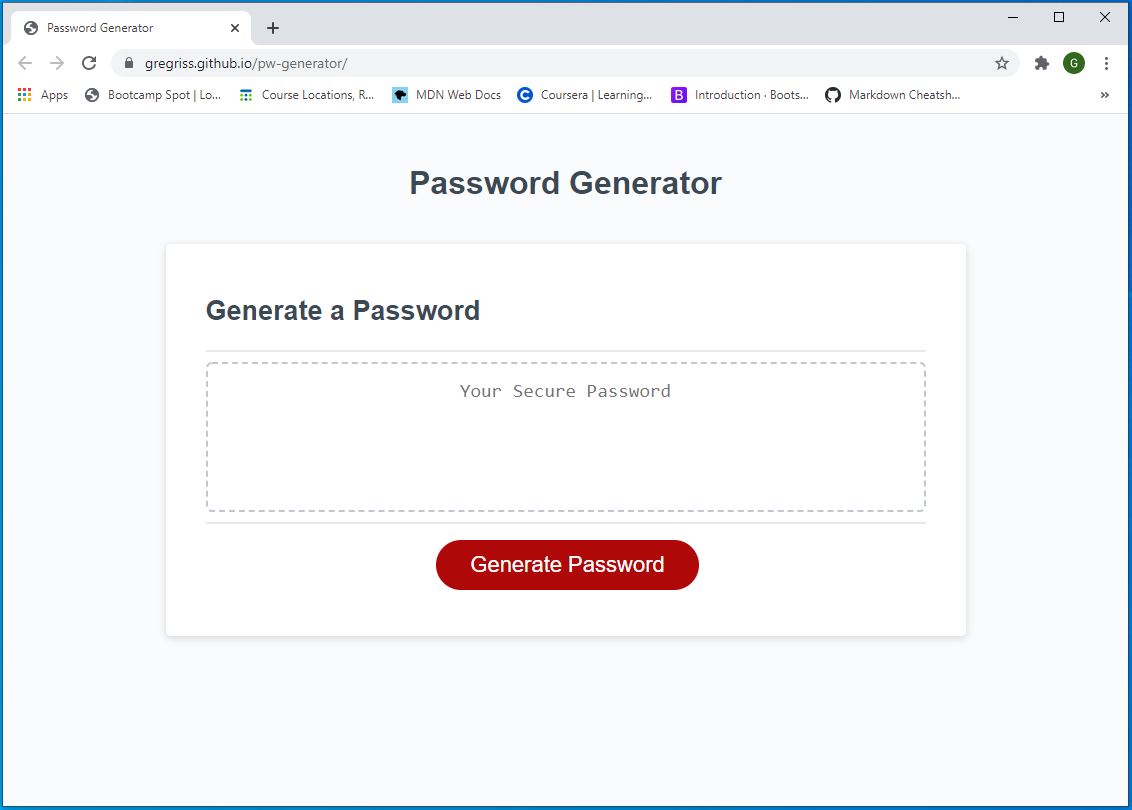 Password Generator
gregriss.github.io/pw-generator/
G
Apps
Bootcamp Spot | Lo...
Course Locations, R...
MDN Web Docs
C
Coursera | Learning...
B
Introduction · Boots...
Markdown Cheatsh...
»
Password Generator
Generate a Password
Your Secure Password
Generate Password